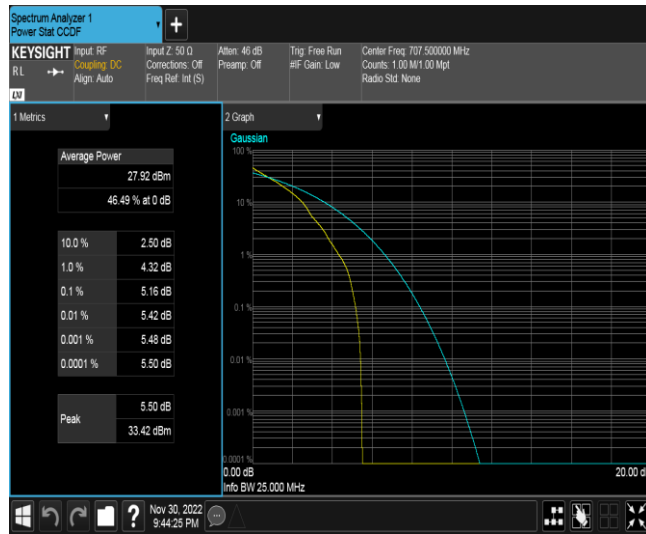 Spectrum Analyzer 1
Power Stat CCDF
+
KEYSIGHT
RL
LXI
Input: RF
Coupling: DC
Align: Auto
Input Z: 50 Ω
Corrections: Off
Freq Ref: Int (S)
Atten: 46 dB
Preamp: Off
Trig: Free Run
#IF Gain: Low
Center Freq: 707.500000 MHz
Counts: 1.00 M/1.00 Mpt
Radio Std: None
1 Metrics
Average Power
27.92 dBm
46.49 % at 0 dB
10.0 % 2.50 dB
1.0 % 4.32 dB
0.1 % 5.16 dB
0.01 % 5.42 dB
0.001 % 5.48 dB
0.0001 % 5.50 dB
Peak
5.50 dB
33.42 dBm
2 Graph
Gaussian
100 %
10 %
1 %
0.1 %
0.01 %
0.001 %
0.0001 %
0.00 dB 20.00 d
Info BW 25.000 MHz
?
Nov 30, 2022
9:44:25 PM